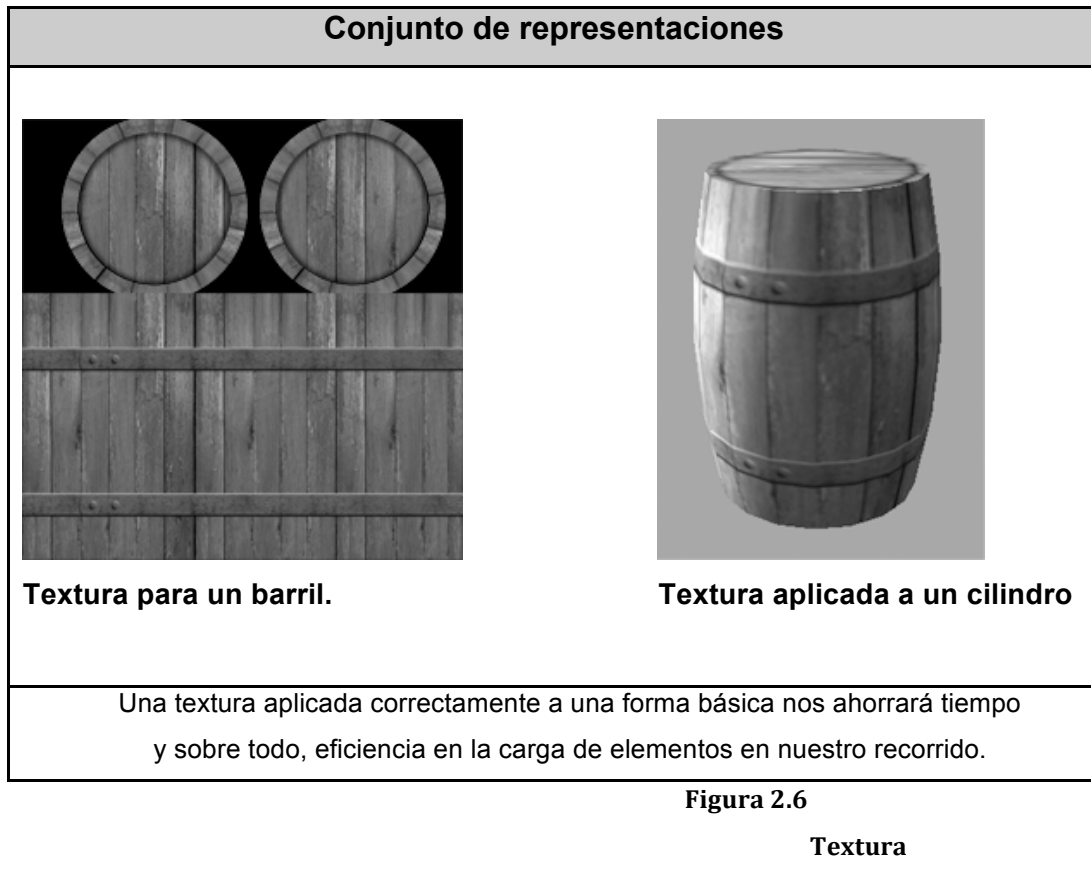 Conjunto de representaciones
Textura para un barril.
Textura aplicada a un cilindro
Una textura aplicada correctamente a una forma básica nos ahorrará tiempo
y sobre todo, eficiencia en la carga de elementos en nuestro recorrido.
Figura 2.6
Textura